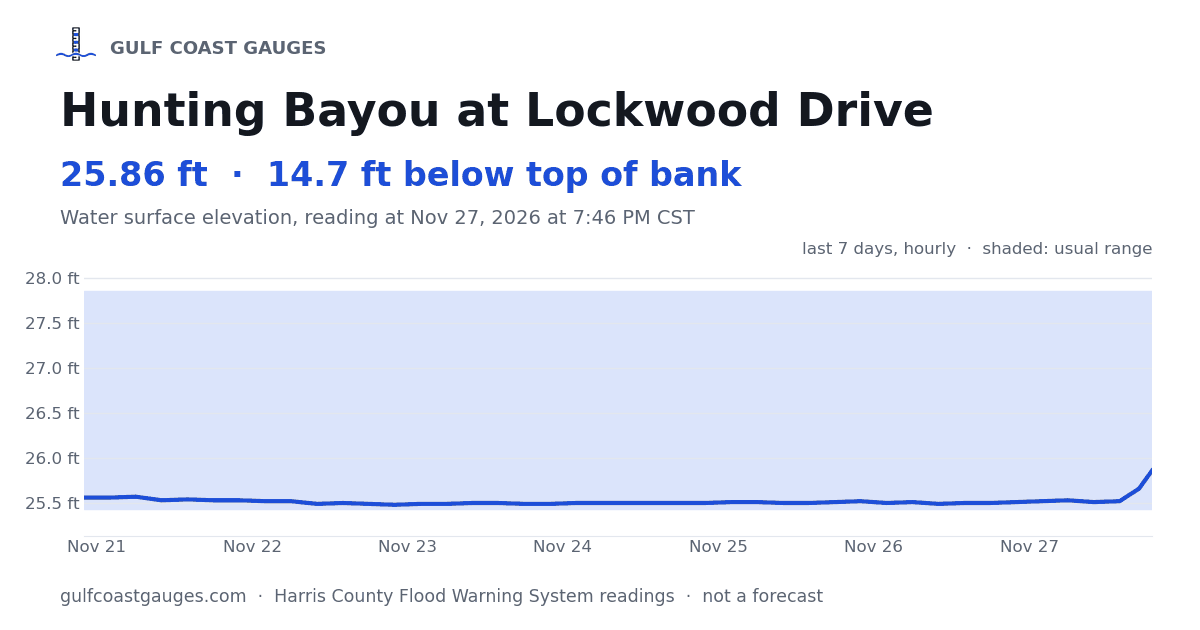 GULF COAST GAUGES
Hunting Bayou at Lockwood Drive
25.86 ft · 14.7 ft below top of bank
Water surface elevation, reading at Nov 27, 2026 at 7:46 PM CST
last 7 days, hourly · shaded: usual range
28.0 ft
27.5 ft
27.0 ft
26.5 ft
26.0 ft
25.5 ft
Nov 21 Nov 22 Nov 23 Nov 24 Nov 25 Nov 26 Nov 27
gulfcoastgauges.com · Harris County Flood Warning System readings · not a forecast